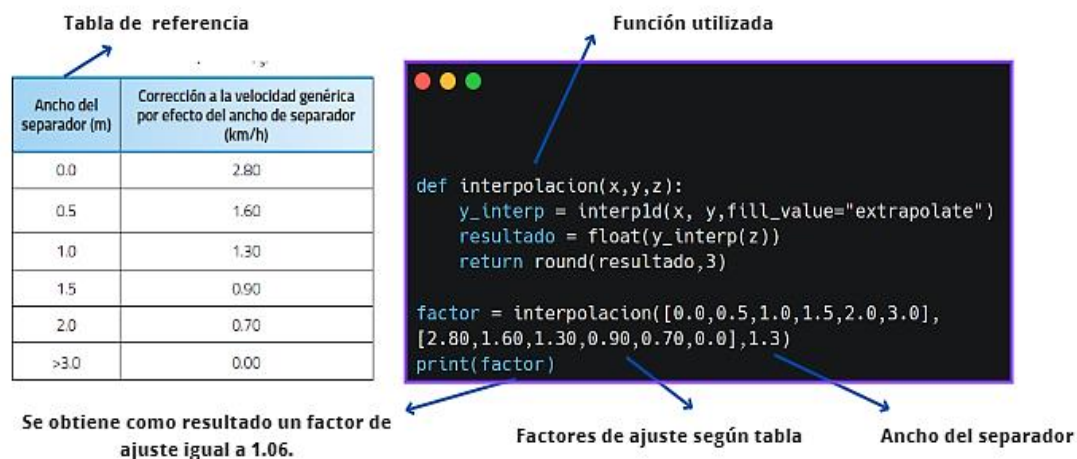 Tabla de referencia
Función utilizada
Ancho del
separador (m)
Corrección a la velocidad genérica
por efecto del ancho de separador
(km/h)
0.0 2.80
0.5 1.60
1.0 1.30
1.5 0.90
2.0 0.70
>3.0 0.00
def interpolacion(x,y,z):
    y_interp = interp1d(x, y,fill_value="extrapolate")
    resultado = float(y_interp(z))
    return round(resultado,3)
factor = interpolacion([0.0,0.5,1.0,1.5,2.0,3.0],
[2.80,1.60,1.30,0.90,0.70,0.0],1.3)
print(factor)
Se obtiene como resultado un factor de
ajuste igual a 1.06.
Factores de ajuste según tabla
Ancho del separador